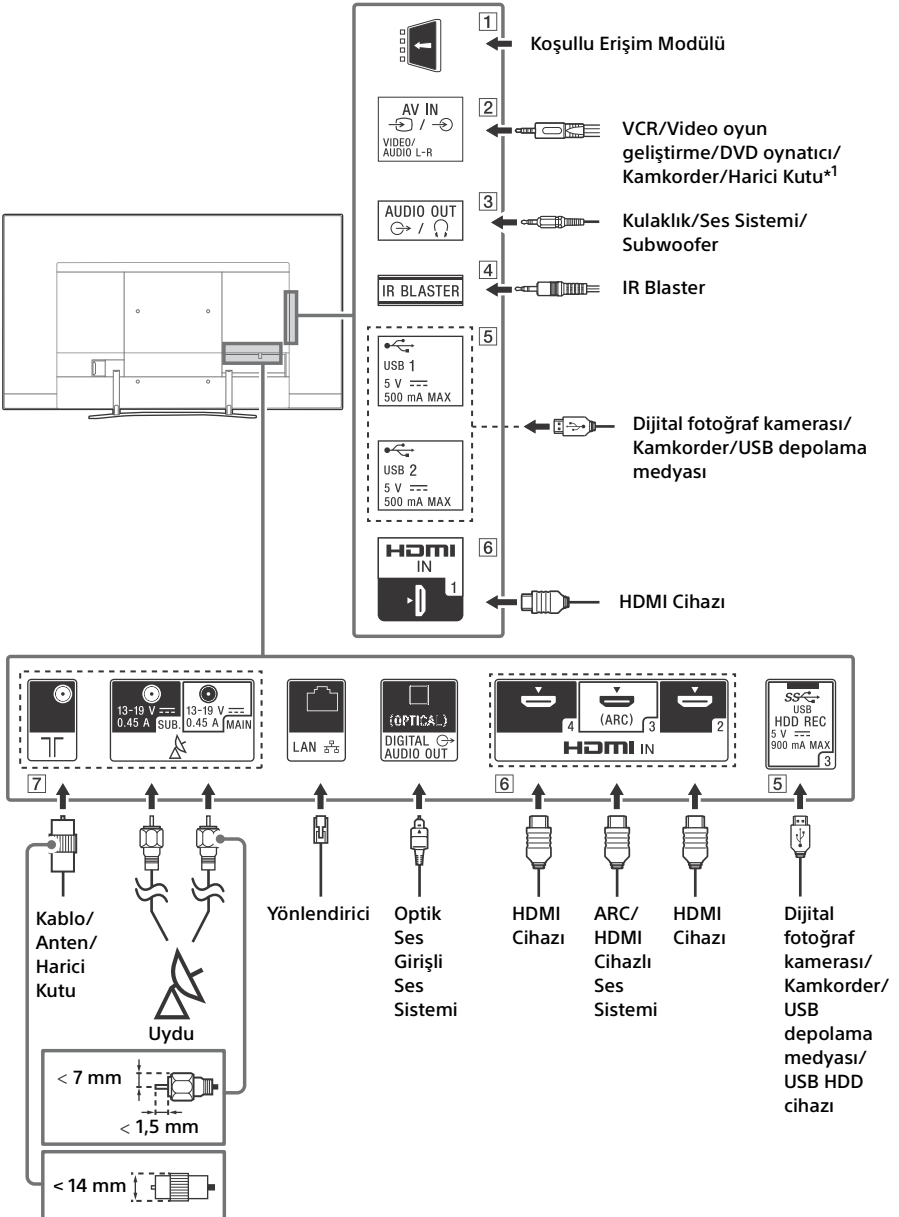 1
Koşullu Erişim Modülü
AV IN
/
VIDEO/
AUDIO L-R
2
VCR/Video oyun
geliştirme/DVD oynatıcı/
Kamkorder/Harici Kutu*1
AUDIO OUT
/
3
Kulaklık/Ses Sistemi/
Subwoofer
IR BLASTER
4
IR Blaster
5
USB 1
5 V
500 mA MAX
USB 2
5 V
500 mA MAX
Dijital fotoğraf kamerası/
Kamkorder/USB depolama
medyası
6
HDMI
IN
1
HDMI Cihazı
13-19 V
0.45 A
SUB.
13-19 V
0.45 A
MAIN
7
LAN
(OPTICAL)
DIGITAL
AUDIO OUT
4
(ARC)
3
2
HDMI IN
6
SS
USB
HDD REC
5 V
900 mA MAX
3
5
Kablo/
Anten/
Harici
Kutu
Uydu
Yönlendirici
Optik
Ses
Girişli
Ses
Sistemi
HDMI
Cihazı
ARC/
HDMI
Cihazlı
Ses
Sistemi
HDMI
Cihazı
Dijital
fotoğraf
kamerası/
Kamkorder/
USB
depolama
medyası/
USB HDD
cihazı
< 7 mm
< 1,5 mm
< 14 mm